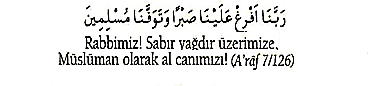 رَبَّنَا اَفْرِغْ عَلَيْنَا صَبْرًا وَتَوَفَّنَا مُسْلِمِينَ
Rabbimiz! Sabır yağdır üzerimize,
Müslüman olarak al canımızı! (A'râf 7/126)